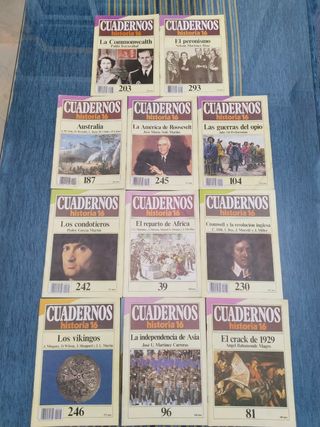 CUADERNOS
historia 16
La Commonwealth
203
CUADERNOS
historia 16
El peronismo
293
CUADERNOS
historia 16
Australia
187
CUADERNOS
historia 16
La América de Roosevelt
245
CUADERNOS
historia 16
Las guerras del opio
104
CUADERNOS
historia 16
Los condotieros
242
CUADERNOS
historia 16
El reparto de Africa
39
CUADERNOS
historia 16
Cromwell y la revolución inglesa
230
CUADERNOS
historia 16
Los vikingos
246
CUADERNOS
historia 16
La independencia de Asia
José U. Martínez Carreras
96
CUADERNOS
historia 16
El crack de 1929
81